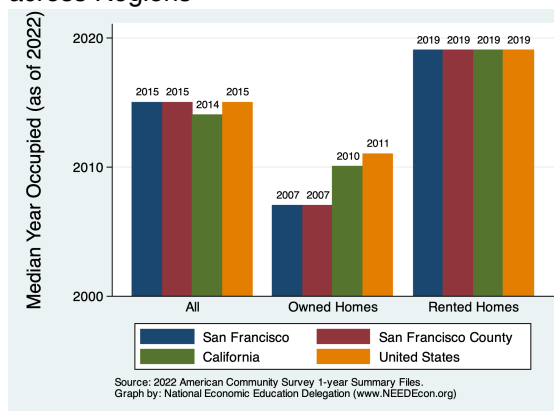 across Regions
Median Year Occupied (as of 2022)
2020
2010
2000
2015 2015 2014 2015
2007 2007 2010 2011
2019 2019 2019 2019
All Owned Homes Rented Homes
San Francisco San Francisco County
California United States
Source: 2022 American Community Survey 1-year Summary Files.
Graph by: National Economic Education Delegation (www.NEEDEcon.org)